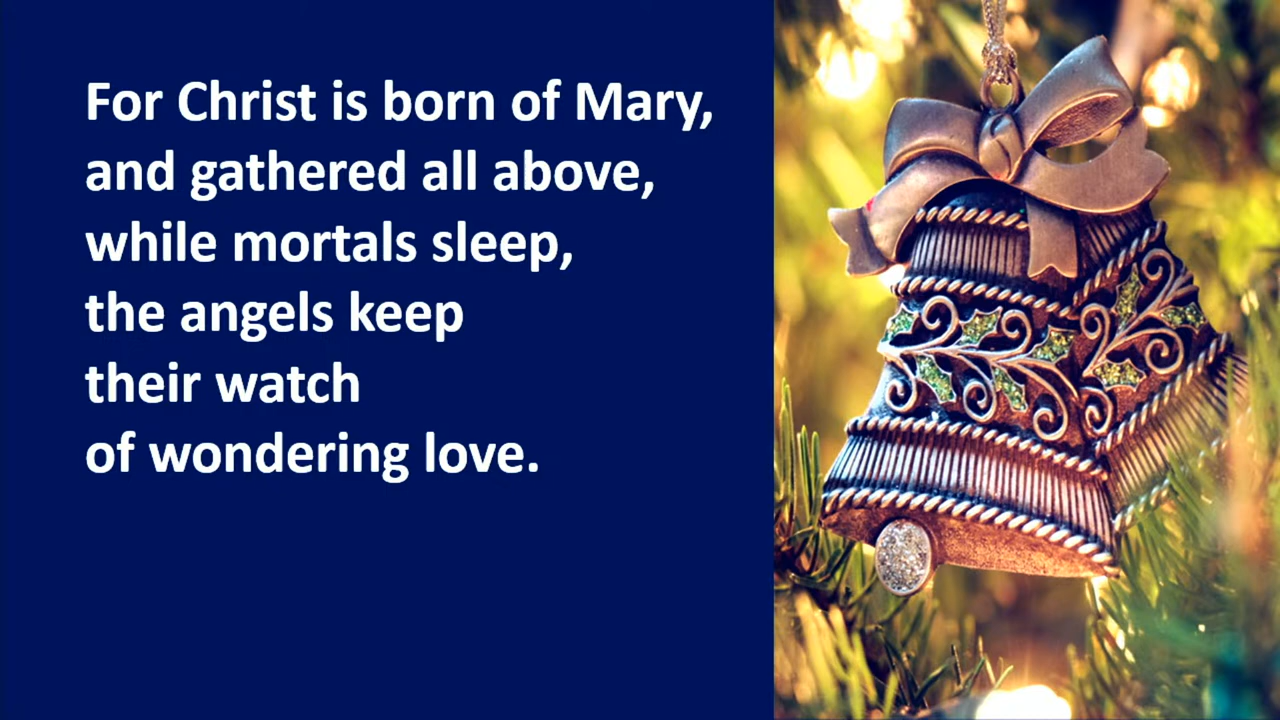 For Christ is born of Mary,
and gathered all above,
while mortals sleep,
the angels keep
their watch
of wondering love.